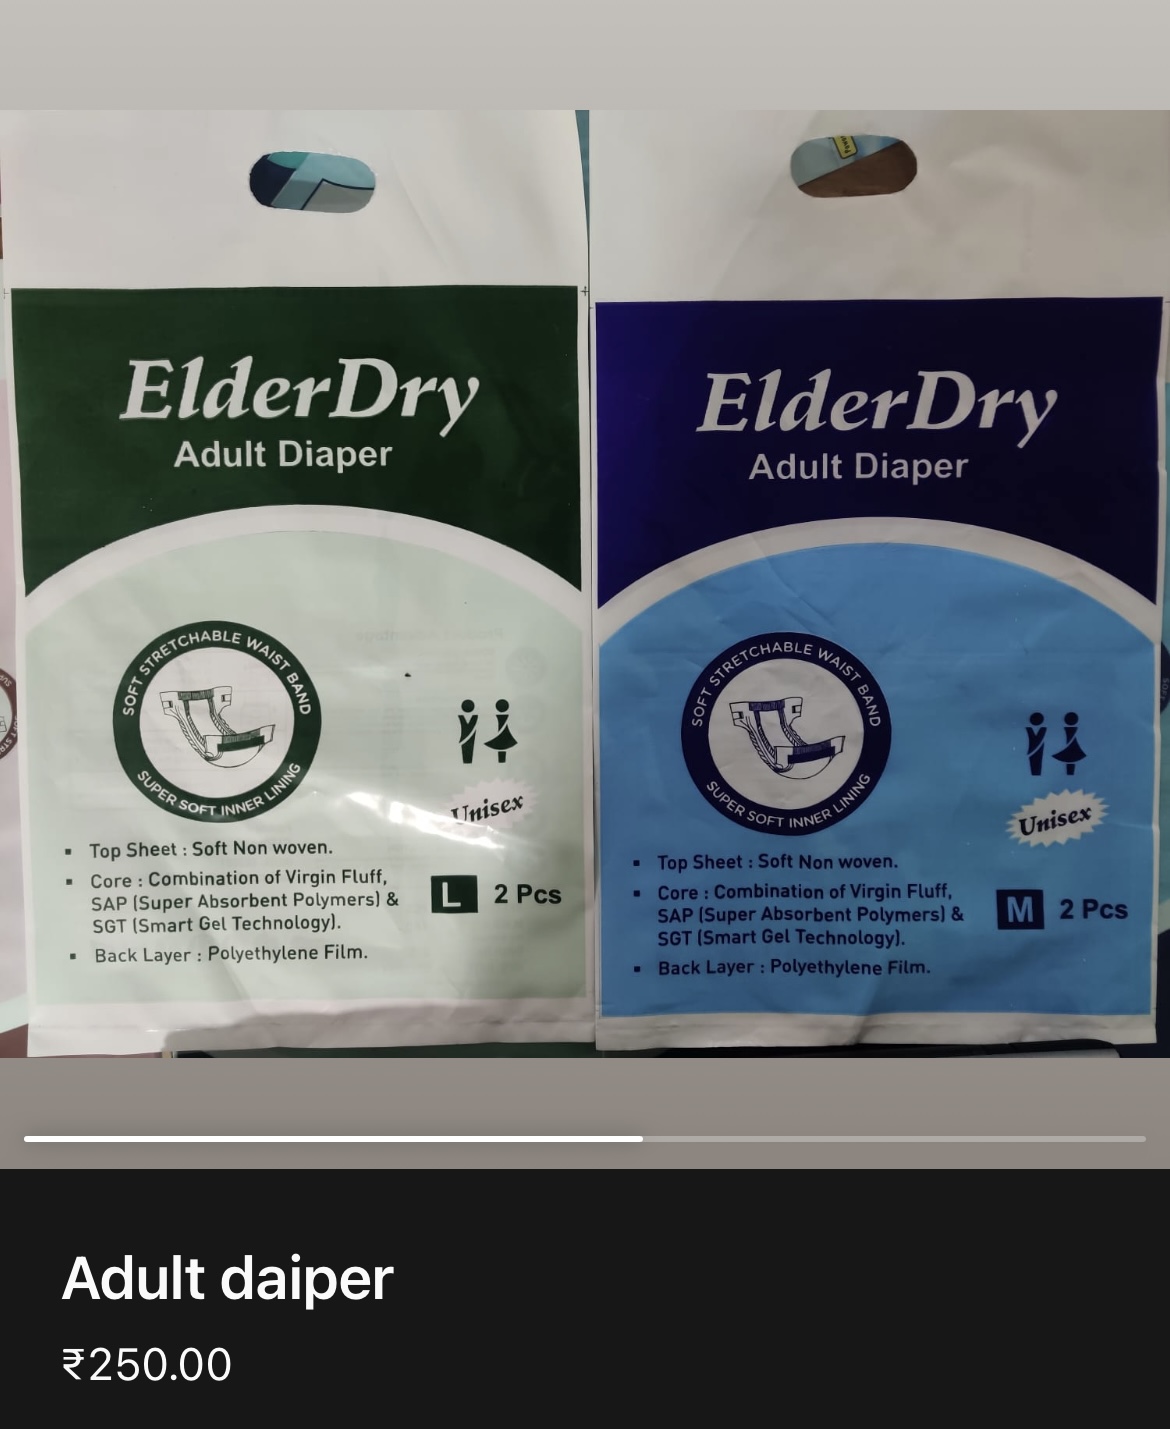 ElderDry
Adult Diaper
SOFT STRETCHABLE WAIST BAND
SUPER SOFT INNER LINING
Unisex
▪ Top Sheet : Soft Non woven.
▪ Core : Combination of Virgin Fluff,
SAP (Super Absorbent Polymers) &
SGT (Smart Gel Technology).
▪ Back Layer : Polyethylene Film.
L 2 Pcs
ElderDry
Adult Diaper
SOFT STRETCHABLE WAIST BAND
SUPER SOFT INNER LINING
Unisex
▪ Top Sheet : Soft Non woven.
▪ Core : Combination of Virgin Fluff,
SAP (Super Absorbent Polymers) &
SGT (Smart Gel Technology).
▪ Back Layer : Polyethylene Film.
M 2 Pcs
Adult daiper
₹250.00